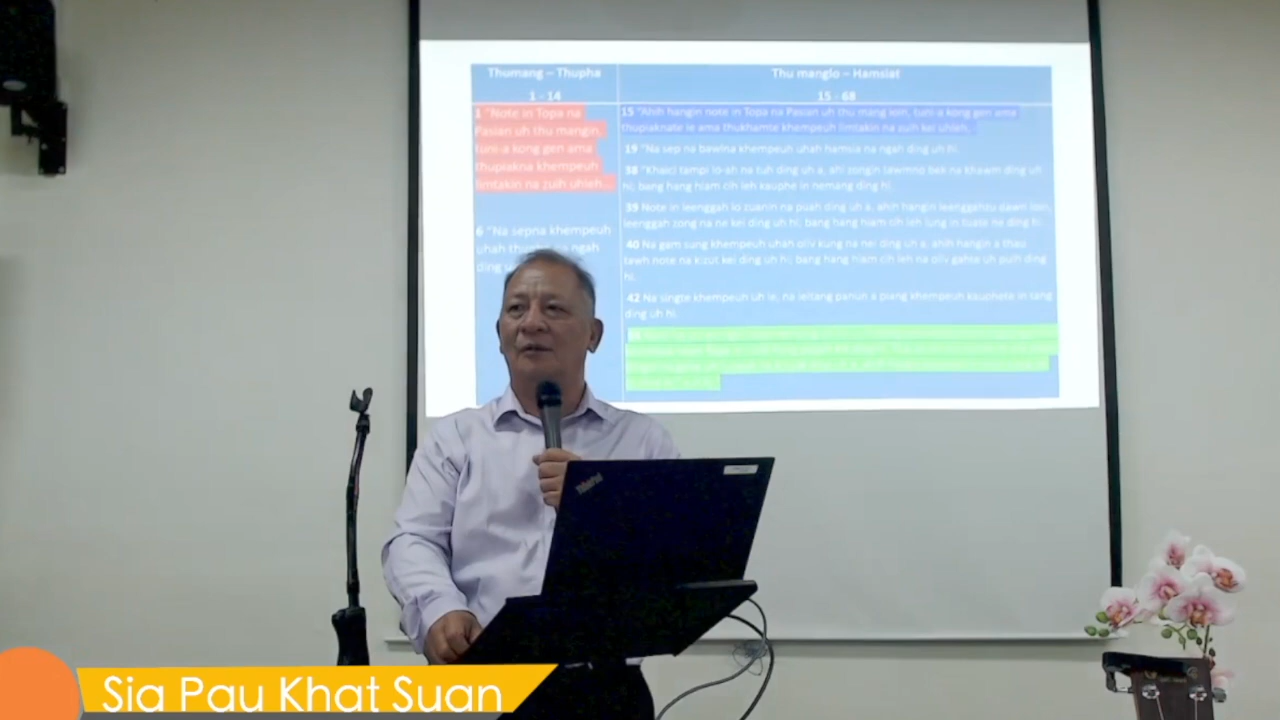 Thumang – Thupha
1 - 14
1 "Note in Topa na
Pasian uh thu mangin,
tuni-a kong gen ama
thupiakna khempeuh
limtakin na zuih uhleh,
6 "Na sepna khempeuh
uhah na ngah
ding
Thu manglo – Hamsiat
15 - 68
15 "Ahih hangin note in Topa na Pasian uh thu mang kein, tuni-a kong gen ama
thupiaknate le ama thukhamte khempeuh limtakin na zuih kei uhleh,
19 "Na sep na bawlna khempeuh uhah hamsia na ngah ding uh hi.
38 "Khaici tampi lo-ah na tuh ding uh a, ahi zongin tawmno bek na khawm ding uh
hi; bang hang hiam cih leh kauphe in nemang ding hi.
39 Note in leenggah lo zuanin na puah ding uh a, ahih hangin leenggahzu dawn loin,
leenggah zong na ne kei ding uh hi; bang hang hiam cih leh lung in tuate ne ding hi.
40 Na gam sung khempeuh uhah oliv kung na nei ding uh a, ahih hangin a thau
tawh note na kizut kei ding uh hi; bang hang hiam cih leh na oliv gahte uh pulh ding
hi.
42 Na singte khempeuh uh le, na leitang panun a piang khempeuh kauphote in tang
ding uh hi.
ThinkPad
Sia Pau Khat Suan